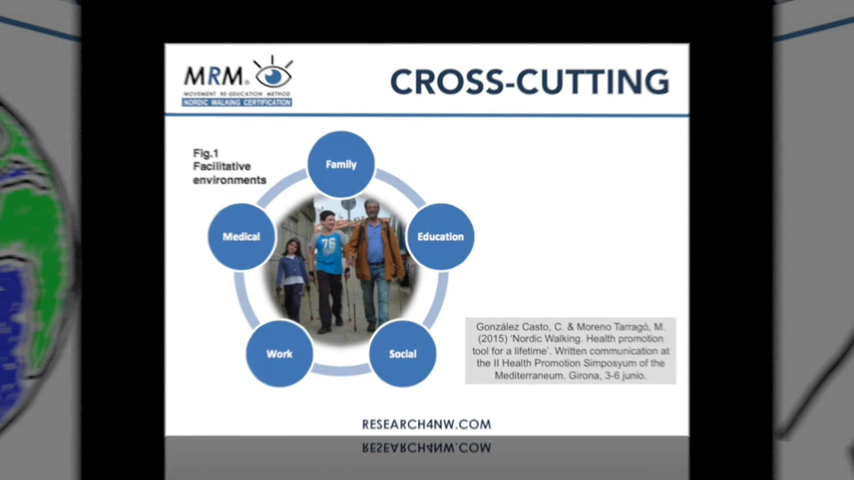 MRM®
MOVEMENT RE-EDUCATION METHOD
NORDIC WALKING CERTIFICATION
CROSS-CUTTING
Fig.1
Facilitative
environments
Family
Medical
Education
76
Work
Social
González Casto, C. & Moreno Tarragó, M.
(2015) ‘Nordic Walking. Health promotion
tool for a lifetime’. Written communication at
the II Health Promotion Simposyum of the
Mediterraneum. Girona, 3-6 junio.
RESEARCH4NW.COM
RESEARCH4NW.COM